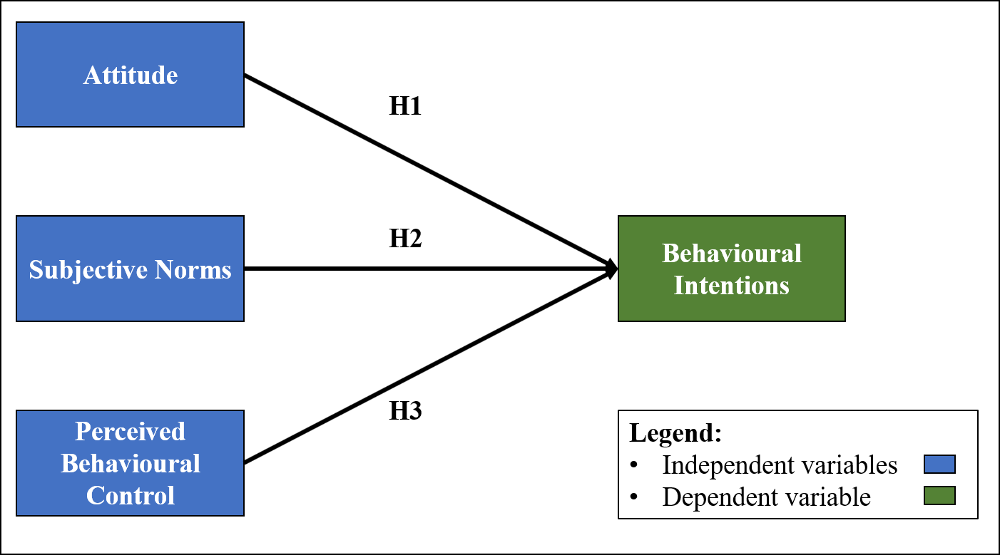 Attitude
H1
Subjective Norms
H2
Behavioural
Intentions
Perceived
Behavioural
Control
H3
Legend:
• Independent variables
• Dependent variable